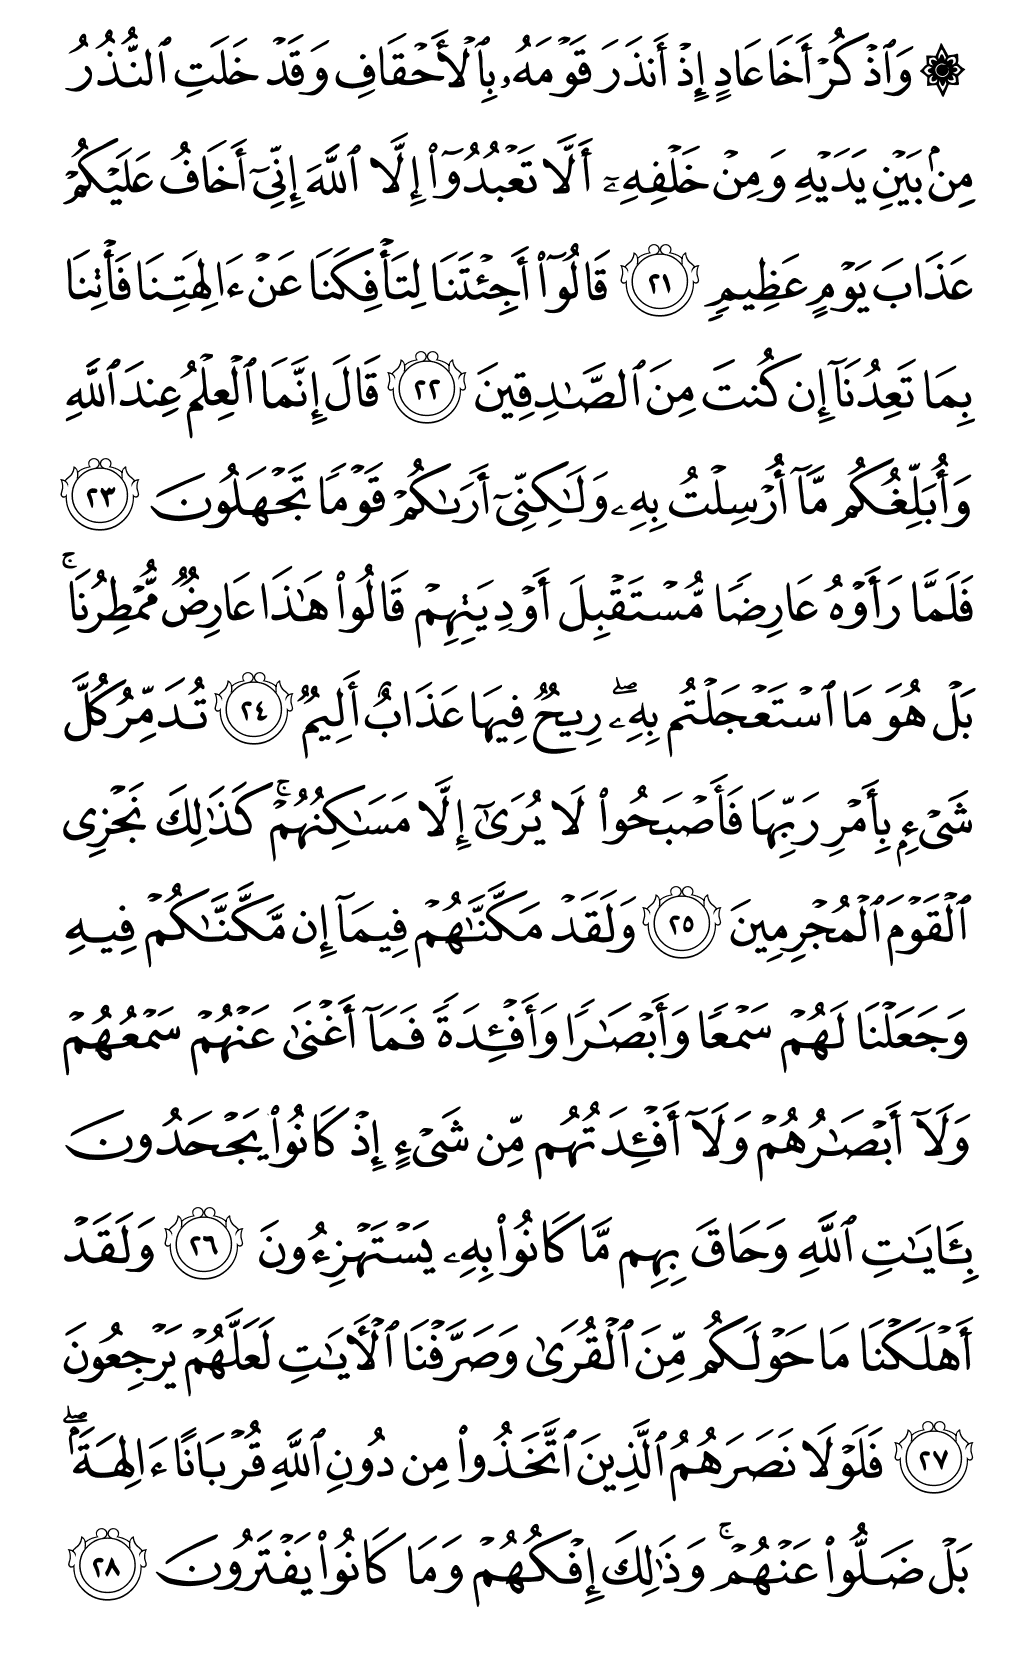 ۞ وَٱذۡكُرۡ أَخَا عَادٍ إِذۡ أَنذَرَ قَوۡمَهُۥ بِٱلۡأَحۡقَافِ وَقَدۡ خَلَتِ ٱلنُّذُرُ
مِنۢ بَيۡنِ يَدَيۡهِ وَمِنۡ خَلۡفِهِۦٓ أَلَّا تَعۡبُدُوٓاْ إِلَّا ٱللَّهَ إِنِّيٓ أَخَافُ عَلَيۡكُمۡ
عَذَابَ يَوۡمٍ عَظِيمٖ ٢١ قَالُوٓاْ أَجِئۡتَنَا لِتَأۡفِكَنَا عَنۡ ءَالِهَتِنَا فَأۡتِنَا
بِمَا تَعِدُنَآ إِن كُنتَ مِنَ ٱلصَّٰدِقِينَ ٢٢ قَالَ إِنَّمَا ٱلۡعِلۡمُ عِندَ ٱللَّهِ
وَأُبَلِّغُكُم مَّآ أُرۡسِلۡتُ بِهِۦ وَلَٰكِنِّيٓ أَرَىٰكُمۡ قَوۡمٗا تَجۡهَلُونَ ٢٣
فَلَمَّا رَأَوۡهُ عَارِضٗا مُّسۡتَقۡبِلَ أَوۡدِيَتِهِمۡ قَالُواْ هَٰذَا عَارِضٞ مُّمۡطِرُنَاۚ
بَلۡ هُوَ مَا ٱسۡتَعۡجَلۡتُم بِهِۦۖ رِيحٞ فِيهَا عَذَابٌ أَلِيمٞ ٢٤ تُدَمِّرُ كُلَّ
شَيۡءِۭ بِأَمۡرِ رَبِّهَا فَأَصۡبَحُواْ لَا يُرَىٰٓ إِلَّا مَسَٰكِنُهُمۡۚ كَذَٰلِكَ نَجۡزِي
ٱلۡقَوۡمَ ٱلۡمُجۡرِمِينَ ٢٥ وَلَقَدۡ مَكَّنَّٰهُمۡ فِيمَآ إِن مَّكَّنَّٰكُمۡ فِيهِ
وَجَعَلۡنَا لَهُمۡ سَمۡعٗا وَأَبۡصَٰرٗا وَأَفۡـِٔدَةٗ فَمَآ أَغۡنَىٰ عَنۡهُمۡ سَمۡعُهُمۡ
وَلَآ أَبۡصَٰرُهُمۡ وَلَآ أَفۡـِٔدَتُهُم مِّن شَيۡءٍ إِذۡ كَانُواْ يَجۡحَدُونَ
بِـَٔايَٰتِ ٱللَّهِ وَحَاقَ بِهِم مَّا كَانُواْ بِهِۦ يَسۡتَهۡزِءُونَ ٢٦ وَلَقَدۡ
أَهۡلَكۡنَا مَا حَوۡلَكُم مِّنَ ٱلۡقُرَىٰ وَصَرَّفۡنَا ٱلۡأٓيَٰتِ لَعَلَّهُمۡ يَرۡجِعُونَ
٢٧ فَلَوۡلَا نَصَرَهُمُ ٱلَّذِينَ ٱتَّخَذُواْ مِن دُونِ ٱللَّهِ قُرۡبَانًا ءَالِهَةَۢۖ
بَلۡ ضَلُّواْ عَنۡهُمۡۚ وَذَٰلِكَ إِفۡكُهُمۡ وَمَا كَانُواْ يَفۡتَرُونَ ٢٨